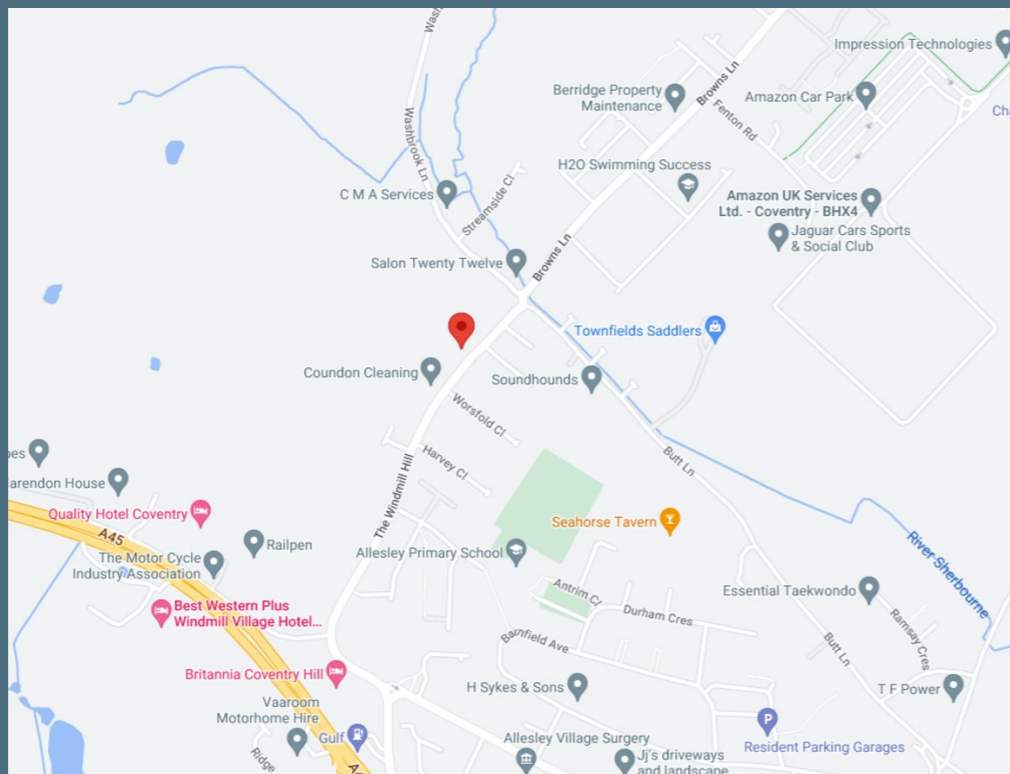 Wash
Impression Technologies
Browns Ln
Berridge Property
Maintenance
Amazon Car Park
Fenton Rd
Washbrook Ln
H2O Swimming Success
C M A Services
Streamside Cl
Amazon UK Services
Ltd. - Coventry - BHX4
Jaguar Cars Sports
& Social Club
Salon Twenty Twelve
Browns Ln
Townfields Saddlers
Coundon Cleaning
Soundhounds
Worsfold Cl
Harvey Cl
Butt Ln
The Windmill Hill
arendon House
Quality Hotel Coventry
A45
Railpen
The Motor Cycle
Industry Association
Seahorse Tavern
Allesley Primary School
River Sherbourne
Antrim Cl
Durham Cres
Essential Taekwondo
Ramsay Cres
Best Western Plus
Windmill Village Hotel...
Barnfield Ave
Butt Ln
Britannia Coventry Hill
H Sykes & Sons
T F Power
Vaaroom
Motorhome Hire
Gulf
P
Resident Parking Garages
Allesley Village Surgery
Ridge
Jj's driveways
and landscape